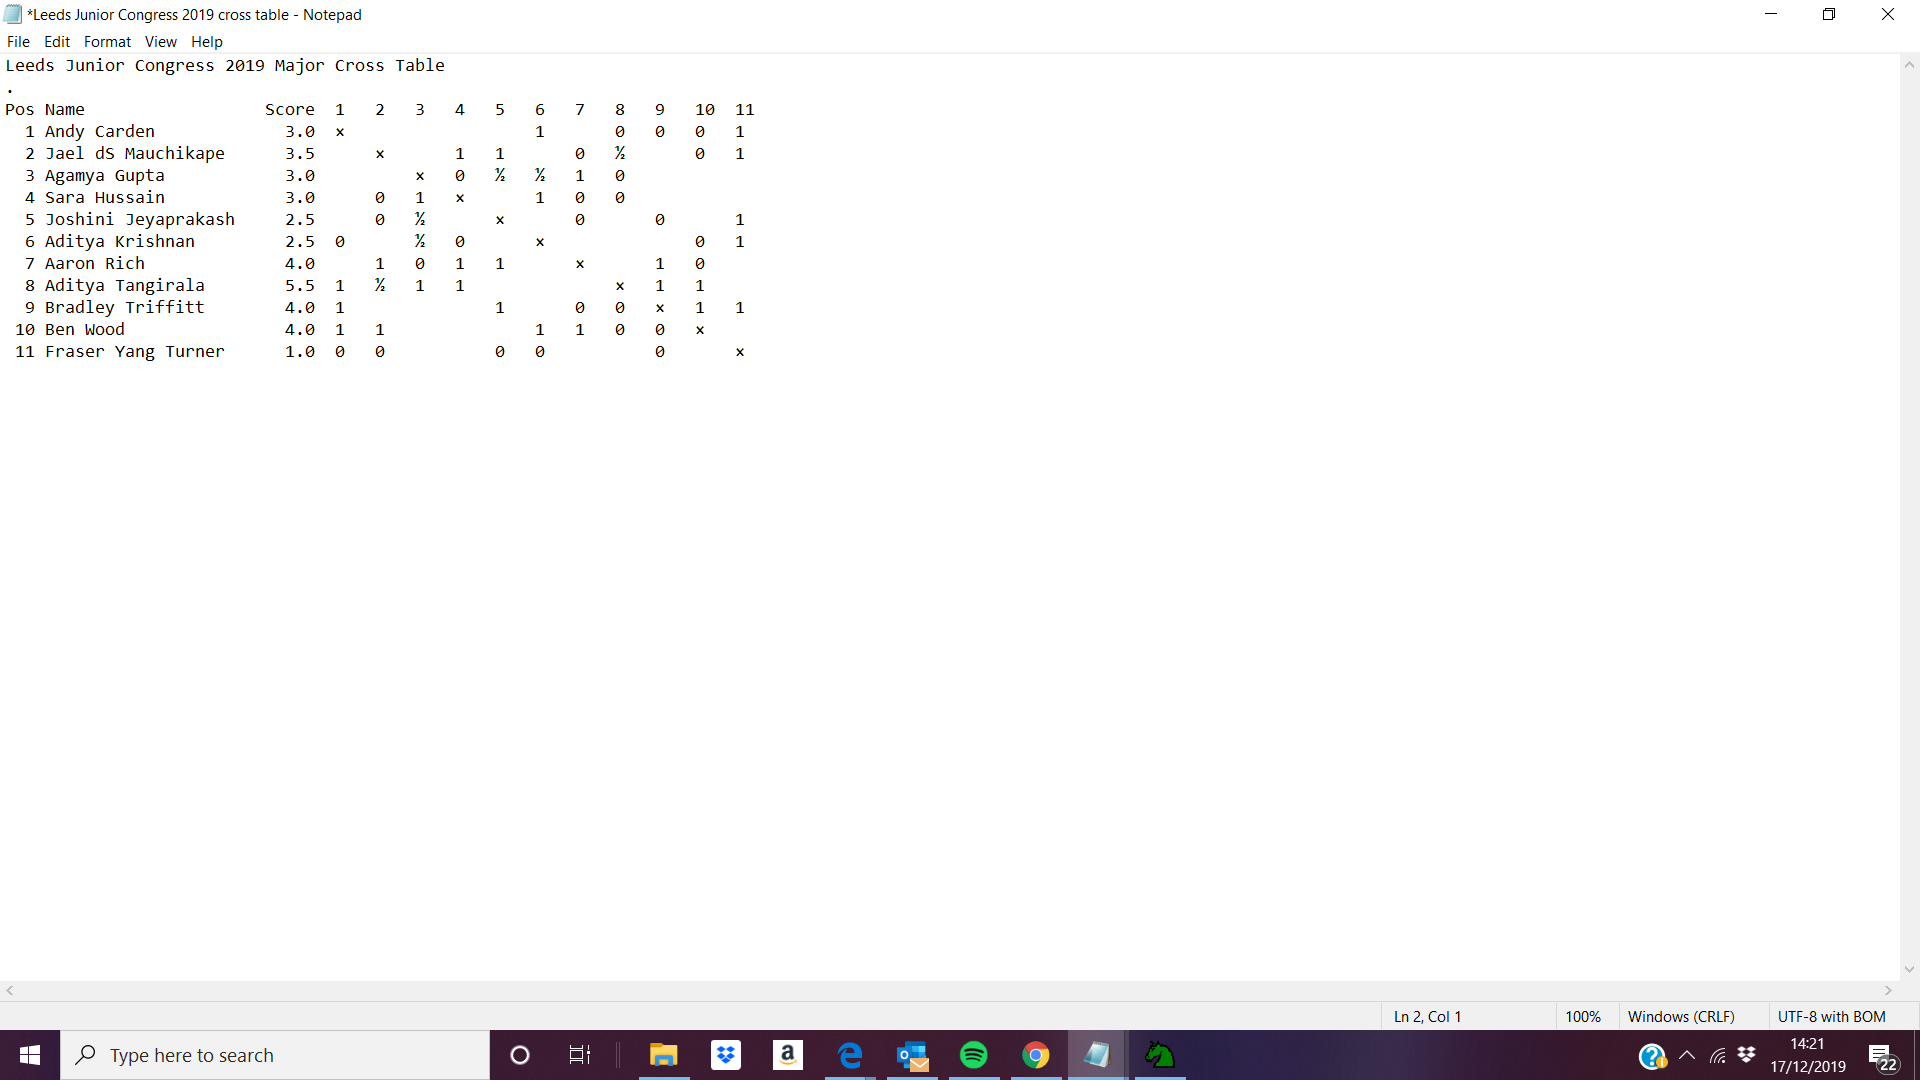 *Leeds Junior Congress 2019 cross table - Notepad
File Edit Format View Help
Leeds Junior Congress 2019 Major Cross Table
.
Pos Name                  Score  1   2   3   4   5   6   7   8   9   10  11
  1 Andy Carden             3.0  ×                   1       0   0   0   1
  2 Jael dS Mauchikape      3.5      ×       1   1       0   ½       0   1
  3 Agamya Gupta            3.0          ×   0   ½   ½   1   0
  4 Sara Hussain            3.0      0   1   ×       1   0   0
  5 Joshini Jeyaprakash     2.5      0   ½       ×       0       0       1
  6 Aditya Krishnan         2.5  0       ½   0       ×               0   1
  7 Aaron Rich              4.0      1   0   1   1       ×       1   0
  8 Aditya Tangirala        5.5  1   ½   1   1               ×   1   1
  9 Bradley Triffitt        4.0  1               1       0   0   ×   1   1
 10 Ben Wood                4.0  1   1               1   1   0   0   ×
 11 Fraser Yang Turner      1.0  0   0           0   0           0       ×
Ln 2, Col 1 100% Windows (CRLF) UTF-8 with BOM
Type here to search
14:21
17/12/2019
22